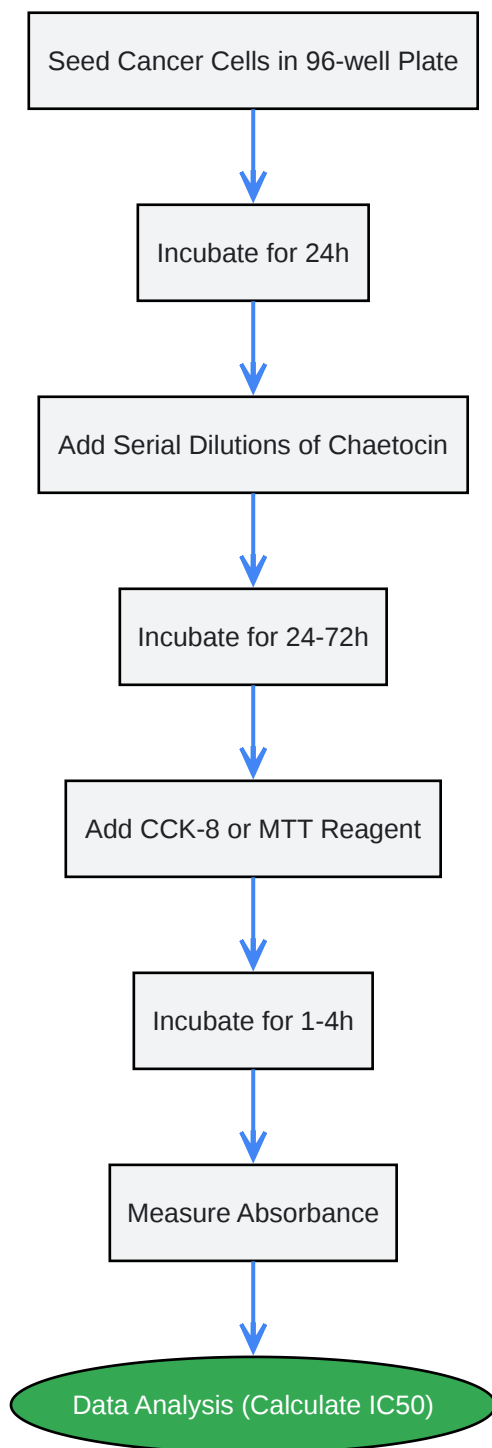 Seed Cancer Cells in 96-well Plate
Incubate for 24h
Add Serial Dilutions of Chaetocin
Incubate for 24-72h
Add CCK-8 or MTT Reagent
Incubate for 1-4h
Measure Absorbance
Data Analysis (Calculate IC50)